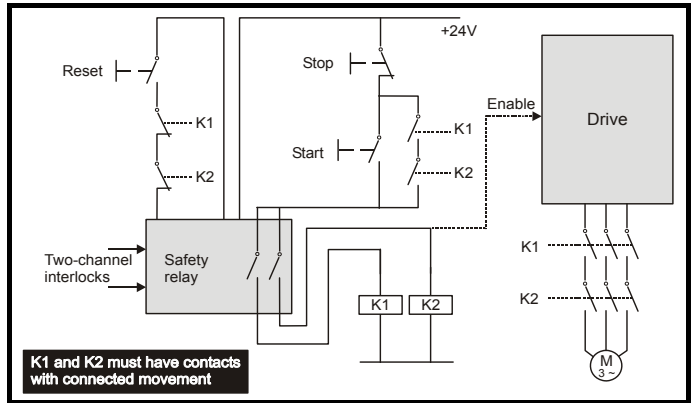 +24V
Reset
Stop
K1
K2
Start
K1
K2
Enable
Drive
Two-channel
interlocks
Safety
relay
K1
K2
K1
K2
M
3 ~
K1 and K2 must have contacts
with connected movement